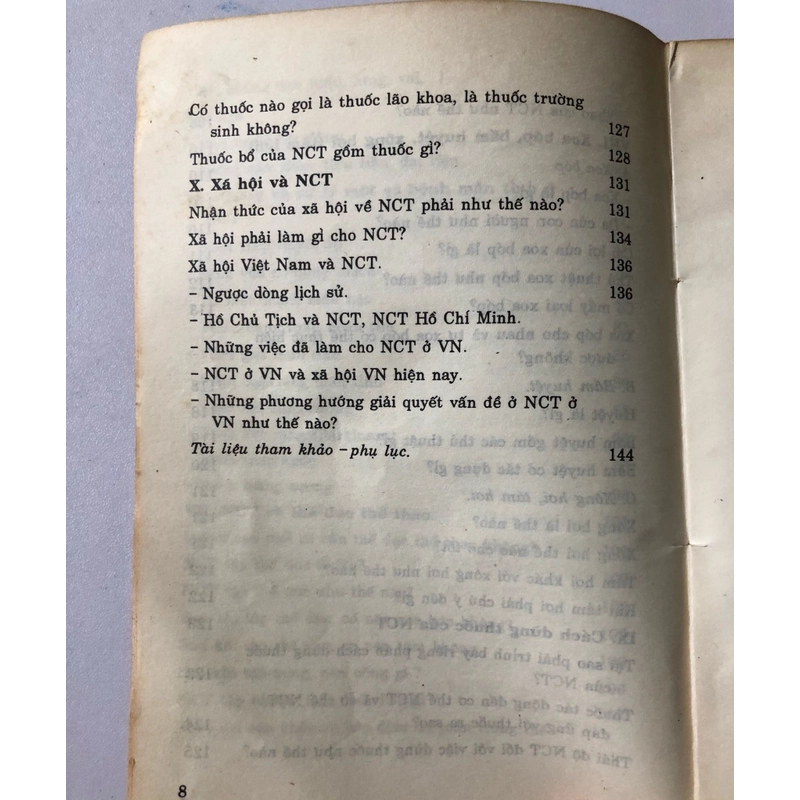 Có thuốc nào gọi là thuốc lão khoa, là thuốc trường
sinh không? 127
Thuốc bổ của NCT gồm thuốc gì? 128
X. Xá hội và NCT 131
Nhận thức của xã hội về NCT phải như thế nào? 131
Xã hội phải làm gì cho NCT? 134
Xã hội Việt Nam và NCT. 136
– Ngược dòng lịch sử. 136
– Hồ Chủ Tịch và NCT, NCT Hồ Chí Minh.
– Những việc đã làm cho NCT ở VN.
– NCT ở VN và xã hội VN hiện nay.
– Những phương hướng giải quyết vấn đề ở NCT ở
VN như thế nào?
Tài liệu tham khảo – phụ lục. 144
8